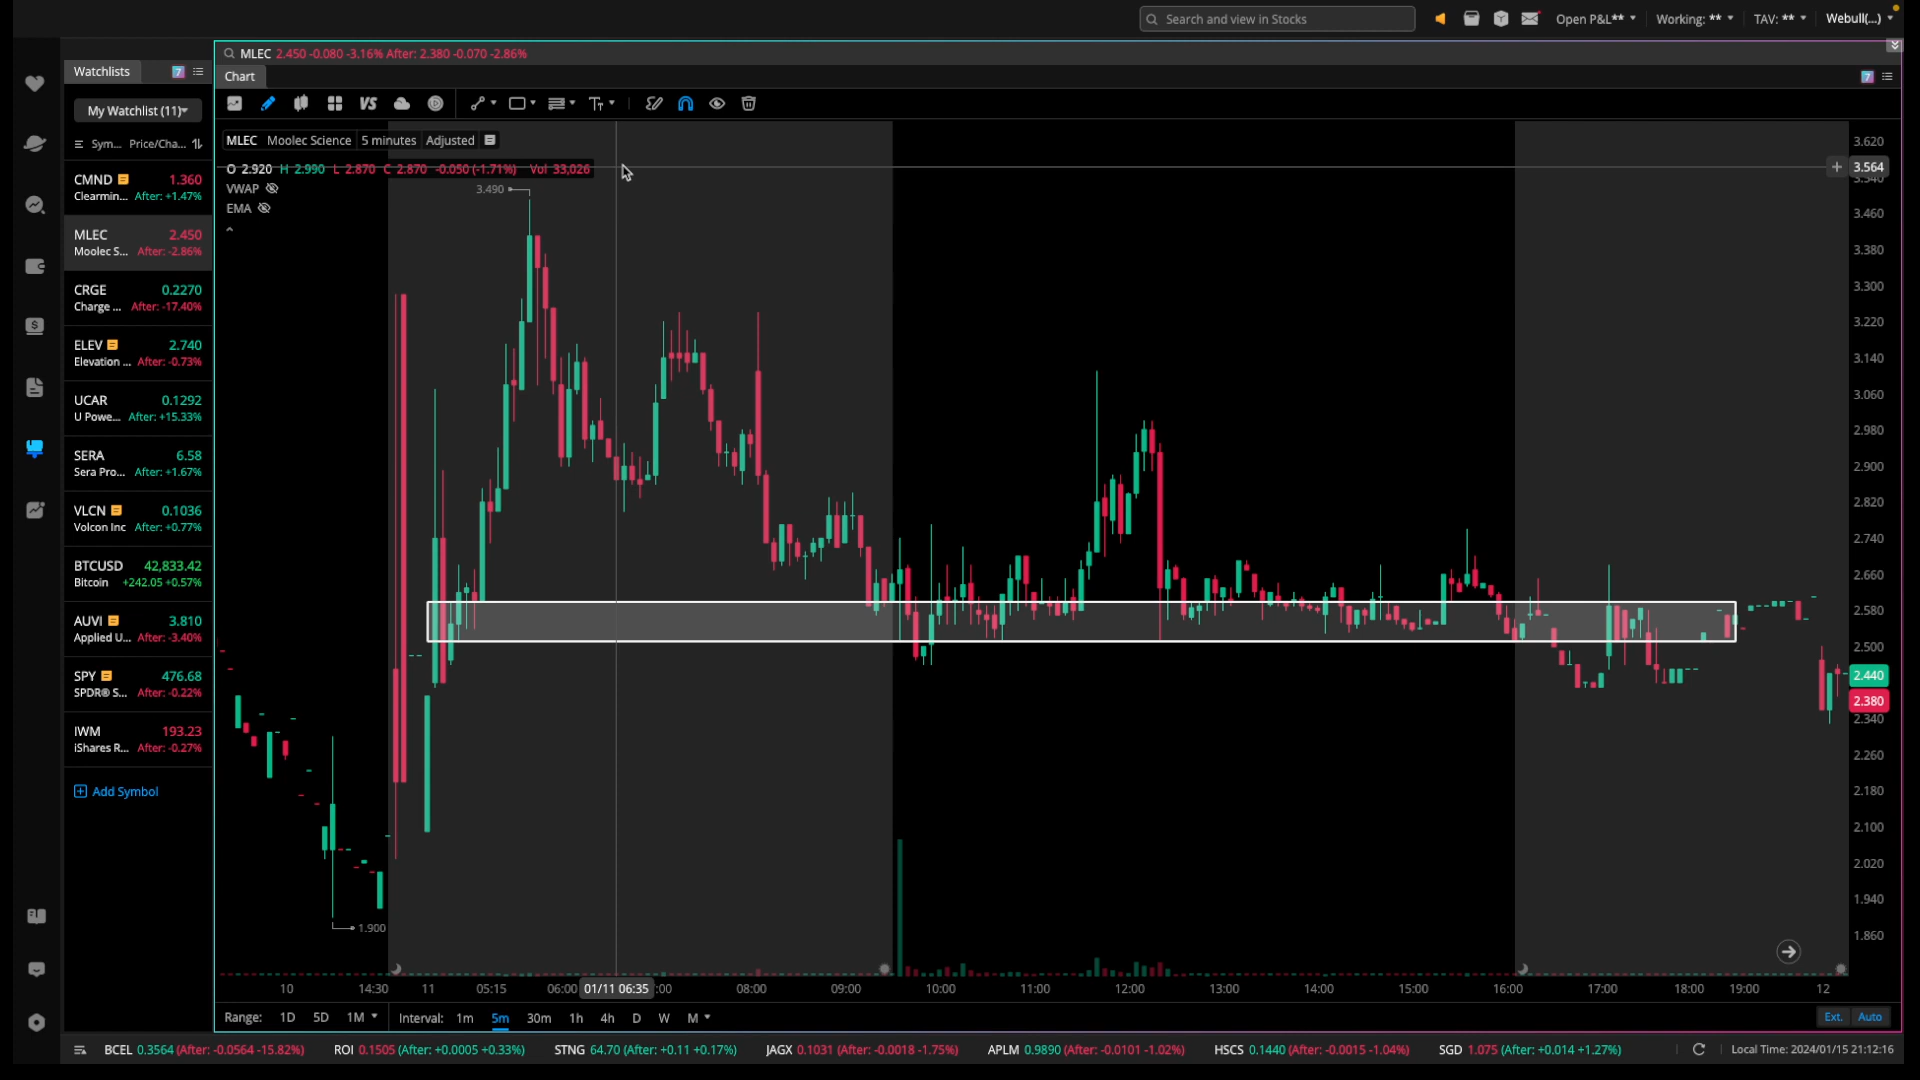 Search and view in Stocks
Open P&L** Working: ** TAV: ** Webull(...)
MLEC 2.450 -0.080 -3.16% After: 2.380 -0.070 -2.86%
Watchlists 7
Chart
7
My Watchlist (11)
VS
T
Sym... Price/Cha...
MLEC Moolec Science 5 minutes Adjusted
O 2.920 H 2.990 L 2.870 C 2.870 -0.050 (-1.71%) Vol 33,026
VWAP
EMA
3.490
1.900
CMND 1.360
Clearmin... After: +1.47%
MLEC 2.450
Moolec S... After: -2.86%
CRGE 0.2270
Charge ... After: -17.40%
ELEV 2.740
Elevation ... After: -0.73%
UCAR 0.1292
U Powe... After: +15.33%
SERA 6.58
Sera Pro... After: +1.67%
VLCN 0.1036
Volcon Inc After: +0.77%
BTCUSD 42,833.42
Bitcoin +242.05 +0.57%
AUVI 3.810
Applied U... After: -3.40%
SPY 476.68
SPDR® S... After: -0.22%
IWM 193.23
iShares R... After: -0.27%
Add Symbol
3.620
3.564
3.460
3.380
3.300
3.220
3.140
3.060
2.980
2.900
2.820
2.740
2.660
2.580
2.500
2.440
2.380
2.340
2.260
2.180
2.100
2.020
1.940
1.860
10 14:30 11 05:15 06:00 01/11 06:35 :00 08:00 09:00 10:00 11:00 12:00 13:00 14:00 15:00 16:00 17:00 18:00 19:00 12
Range: 1D 5D 1M Interval: 1m 5m 30m 1h 4h D W M Ext. Auto
BCEL 0.3564 (After: -0.0564 -15.82%) ROI 0.1505 (After: +0.0005 +0.33%) STNG 64.70 (After: +0.11 +0.17%) JAGX 0.1031 (After: -0.0018 -1.75%) APLM 0.9890 (After: -0.0101 -1.02%) HSCS 0.1440 (After: -0.0015 -1.04%) SGD 1.075 (After: +0.014 +1.27%) Local Time: 2024/01/15 21:12:16